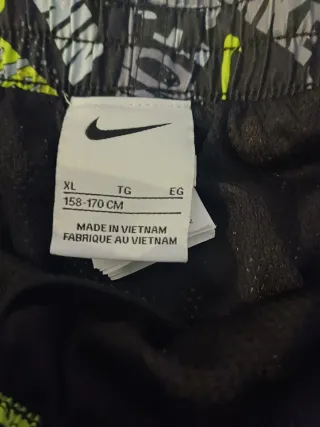 XL TG EG
158-170 CM
MADE IN VIETNAM
FABRIQUE AU VIETNAM